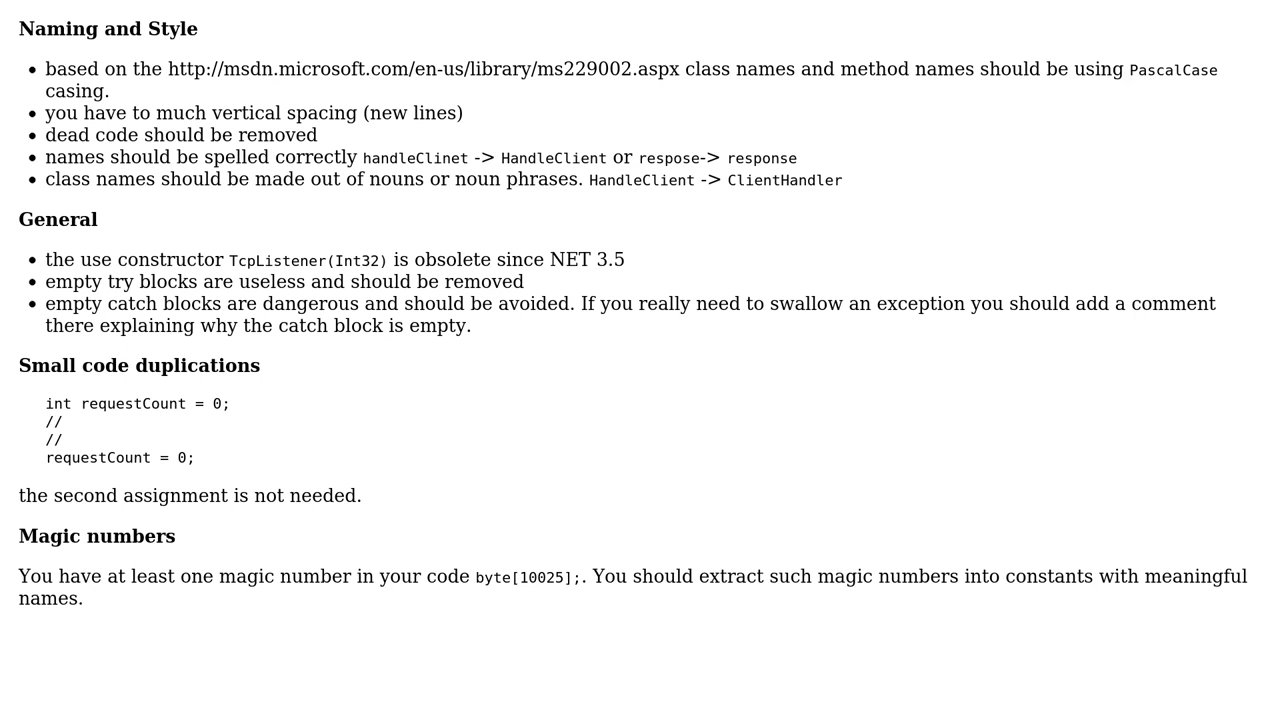 Naming and Style
• based on the http://msdn.microsoft.com/en-us/library/ms229002.aspx class names and method names should be using PascalCase
casing.
• you have to much vertical spacing (new lines)
• dead code should be removed
• names should be spelled correctly handleClinet -> HandleClient or respose-> response
• class names should be made out of nouns or noun phrases. HandleClient -> ClientHandler
General
• the use constructor TcpListener(Int32) is obsolete since NET 3.5
• empty try blocks are useless and should be removed
• empty catch blocks are dangerous and should be avoided. If you really need to swallow an exception you should add a comment
there explaining why the catch block is empty.
Small code duplications
int requestCount = 0;
//
//
requestCount = 0;
the second assignment is not needed.
Magic numbers
You have at least one magic number in your code byte[10025];. You should extract such magic numbers into constants with meaningful
names.